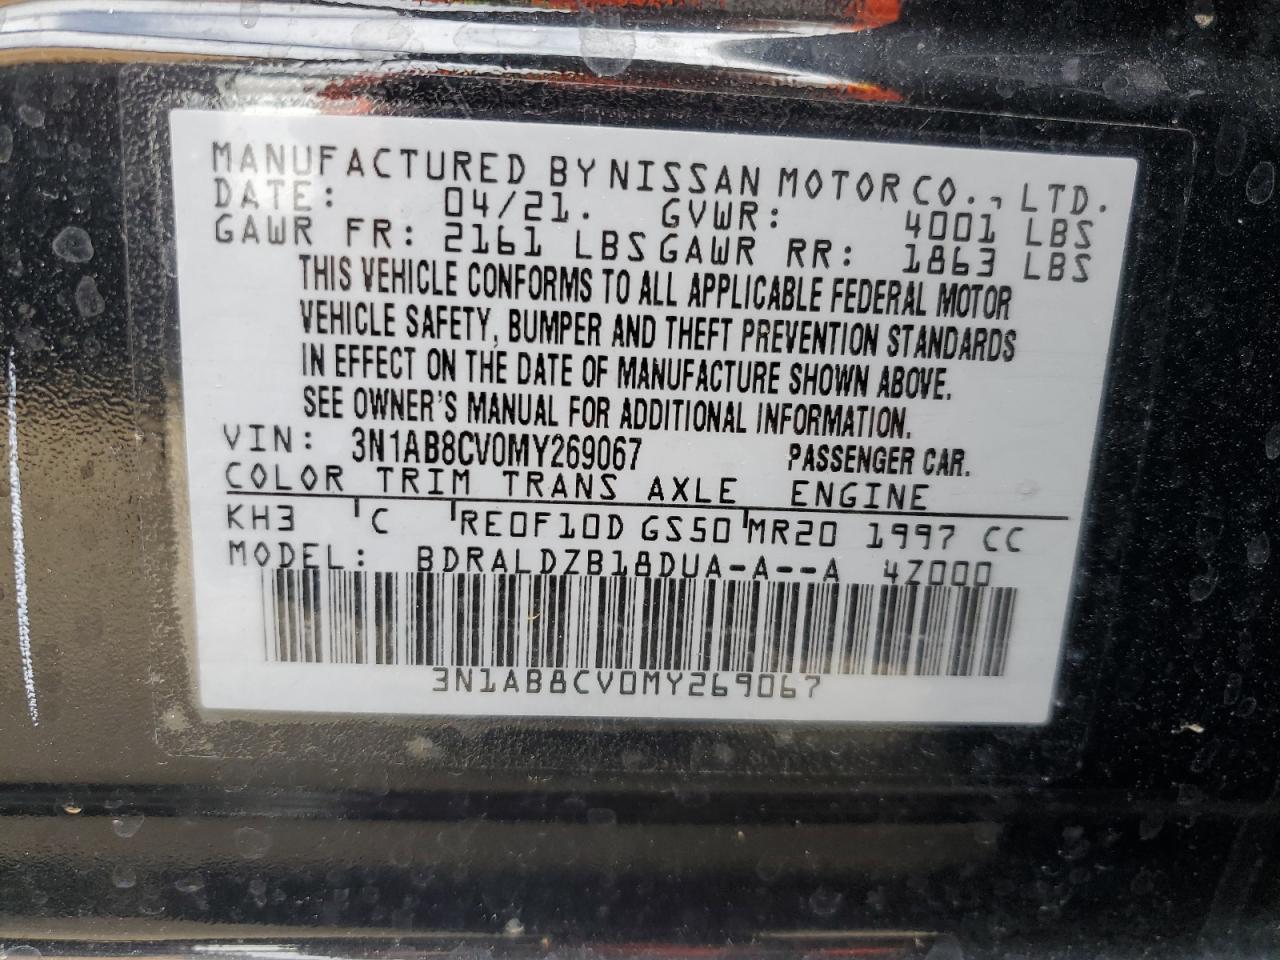 MANUFACTURED BY NISSAN MOTOR CO., LTD.
DATE: 04/21. GVWR: 4001 LBS
GAWR FR: 2161 LBS GAWR RR: 1863 LBS
THIS VEHICLE CONFORMS TO ALL APPLICABLE FEDERAL MOTOR
VEHICLE SAFETY, BUMPER AND THEFT PREVENTION STANDARDS
IN EFFECT ON THE DATE OF MANUFACTURE SHOWN ABOVE.
SEE OWNER'S MANUAL FOR ADDITIONAL INFORMATION.
VIN: 3N1AB8CV0MY269067 PASSENGER CAR.
COLOR TRIM TRANS AXLE ENGINE
KH3 C RE0F10D GS50 MR20 1997 CC
MODEL: BDRALDZB18DUA-A--A 4Z000
3N1AB8CV0MY269067